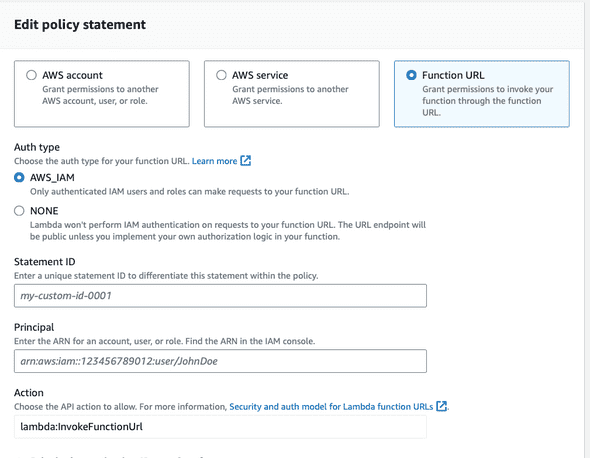 Edit policy statement
AWS account
Grant permissions to another
AWS account, user, or role.
AWS service
Grant permissions to another
AWS service.
Function URL
Grant permissions to invoke your
function through the function
URL.
Auth type
Choose the auth type for your function URL. Learn more
AWS_IAM
Only authenticated IAM users and roles can make requests to your function URL.
NONE
Lambda won't perform IAM authentication on requests to your function URL. The URL endpoint will
be public unless you implement your own authorization logic in your function.
Statement ID
Enter a unique statement ID to differentiate this statement within the policy.
my-custom-id-0001
Principal
Enter the ARN for an account, user, or role. Find the ARN in the IAM console.
arn:aws:iam::123456789012:user/JohnDoe
Action
Choose the API action to allow. For more information, Security and auth model for Lambda function URLs.
lambda:InvokeFunctionUrl